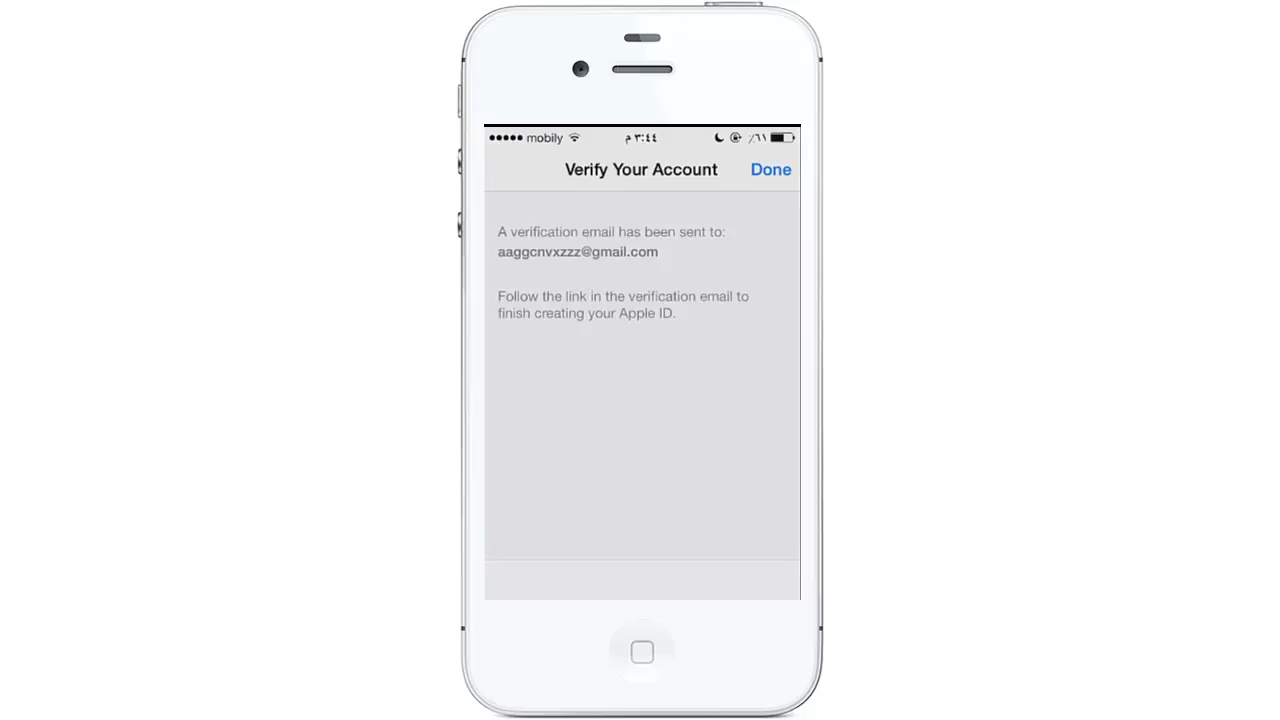 mobily ٣:٤٤ م ٪٦١
Verify Your Account Done
A verification email has been sent to:
aaggcnvxzzz@gmail.com
Follow the link in the verification email to
finish creating your Apple ID.